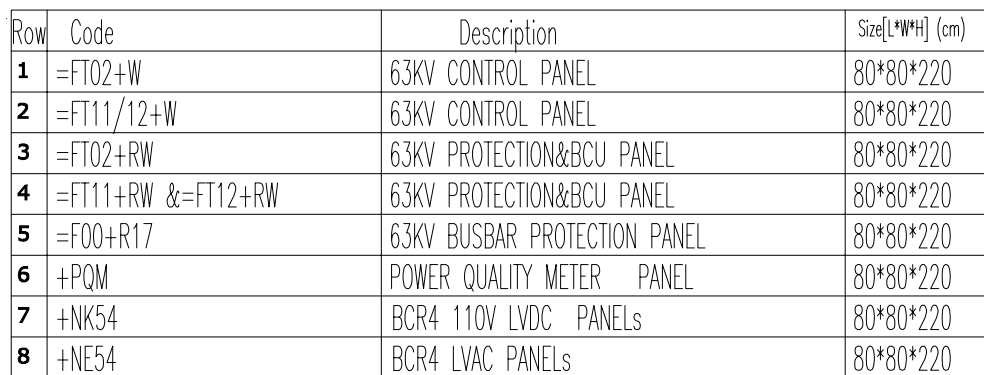 Row Code Description Size[L*W*H] (cm)
1 =FT02+W 63KV CONTROL PANEL 80*80*220
2 =FT11/12+W 63KV CONTROL PANEL 80*80*220
3 =FT02+RW 63KV PROTECTION&BCU PANEL 80*80*220
4 =FT11+RW &=FT12+RW 63KV PROTECTION&BCU PANEL 80*80*220
5 =F00+R17 63KV BUSBAR PROTECTION PANEL 80*80*220
6 +PQM POWER QUALITY METER PANEL 80*80*220
7 +NK54 BCR4 110V LVDC PANELs 80*80*220
8 +NE54 BCR4 LVAC PANELs 80*80*220